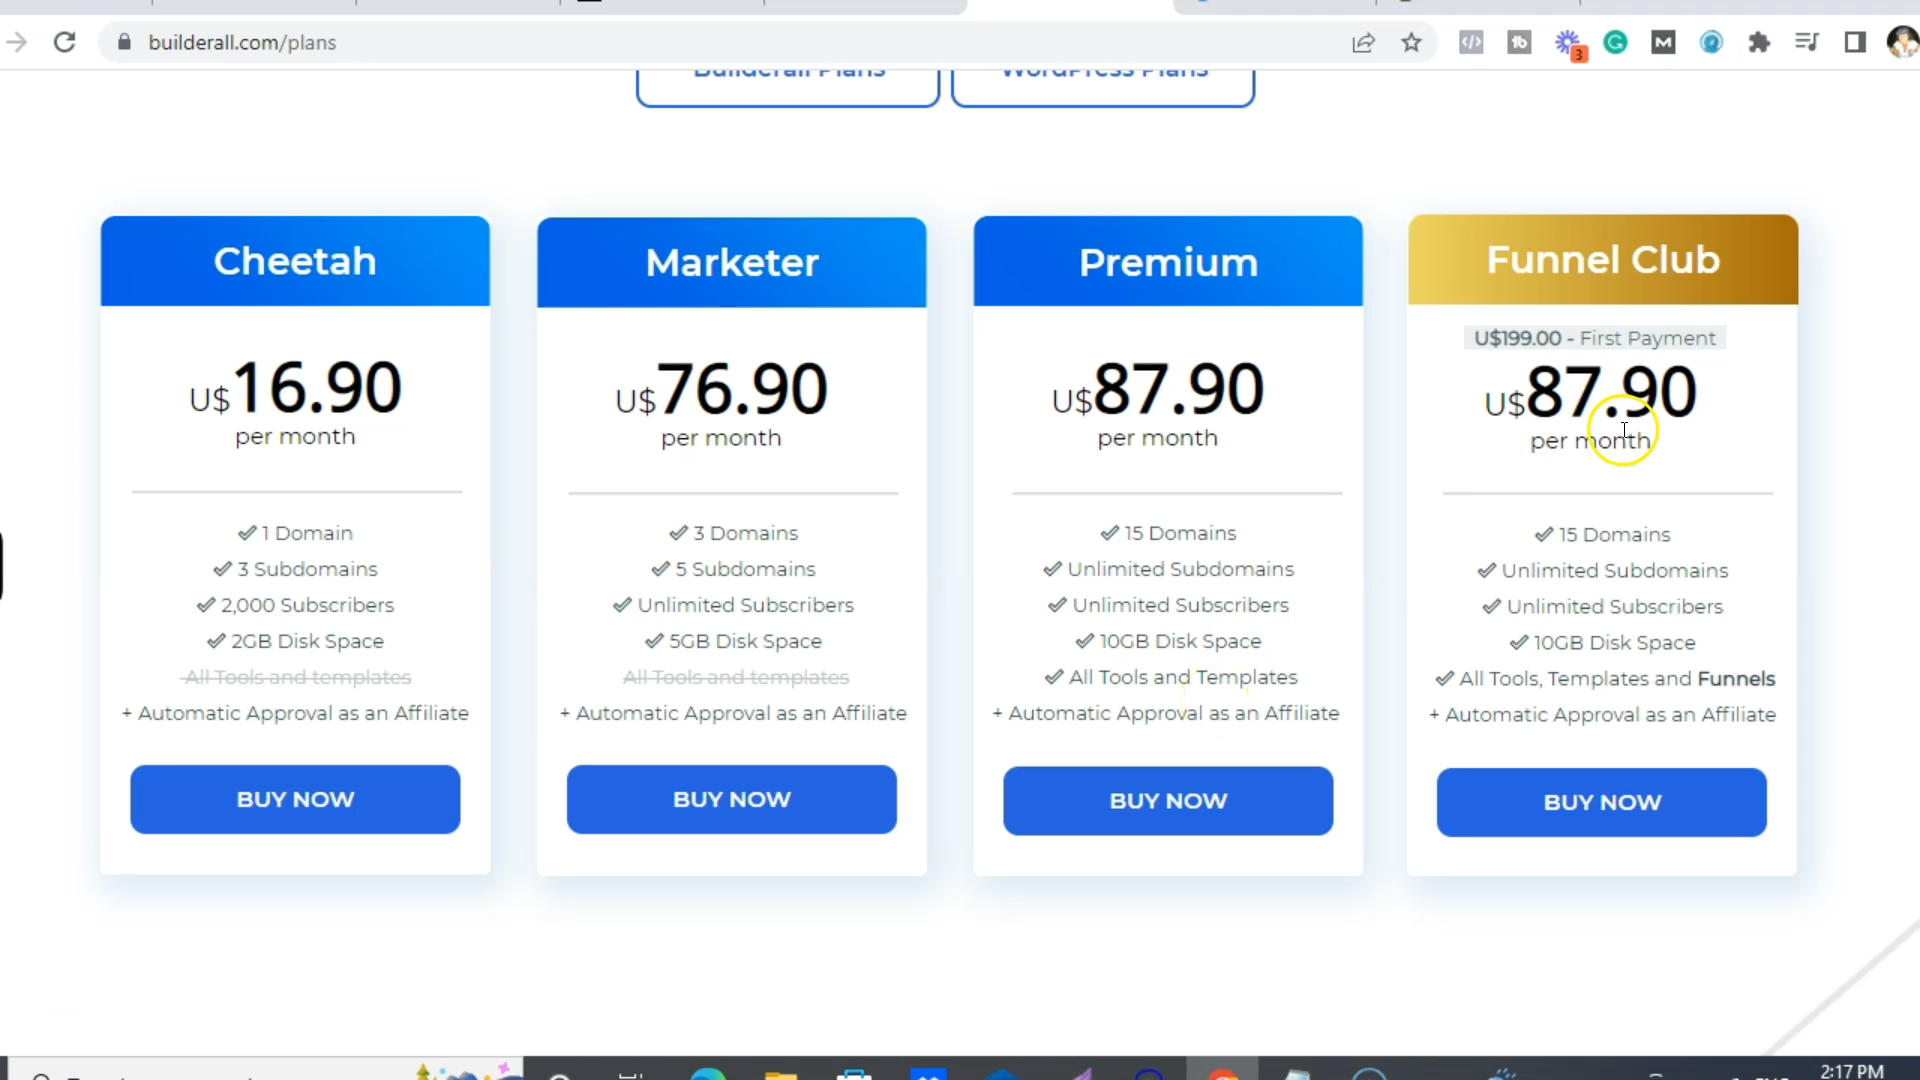 builderall.com/plans
3
Builderall Plans
WordPress Plans
Cheetah
U$16.90
per month
1 Domain
3 Subdomains
2,000 Subscribers
2GB Disk Space
All Tools and templates
+ Automatic Approval as an Affiliate
BUY NOW
Marketer
U$76.90
per month
3 Domains
5 Subdomains
Unlimited Subscribers
5GB Disk Space
All Tools and templates
+ Automatic Approval as an Affiliate
BUY NOW
Premium
U$87.90
per month
15 Domains
Unlimited Subdomains
Unlimited Subscribers
10GB Disk Space
All Tools and Templates
+ Automatic Approval as an Affiliate
BUY NOW
Funnel Club
U$199.00 - First Payment
U$87.90
per month
15 Domains
Unlimited Subdomains
Unlimited Subscribers
10GB Disk Space
All Tools, Templates and Funnels
+ Automatic Approval as an Affiliate
BUY NOW
2:17 PM